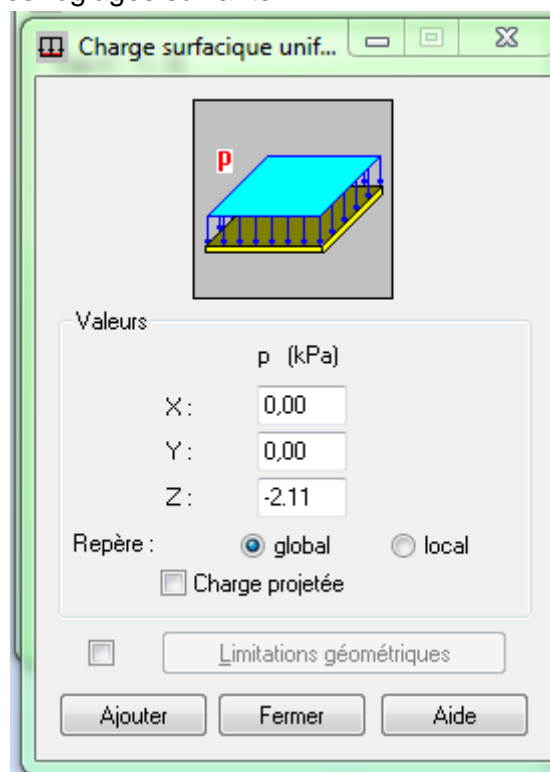 Charge surfacique unif...
p
Valeurs
p (kPa)
X : 0,00
Y : 0,00
Z : -2.11
Repère : global local
Charge projetée
Limitations géométriques
Ajouter Fermer Aide